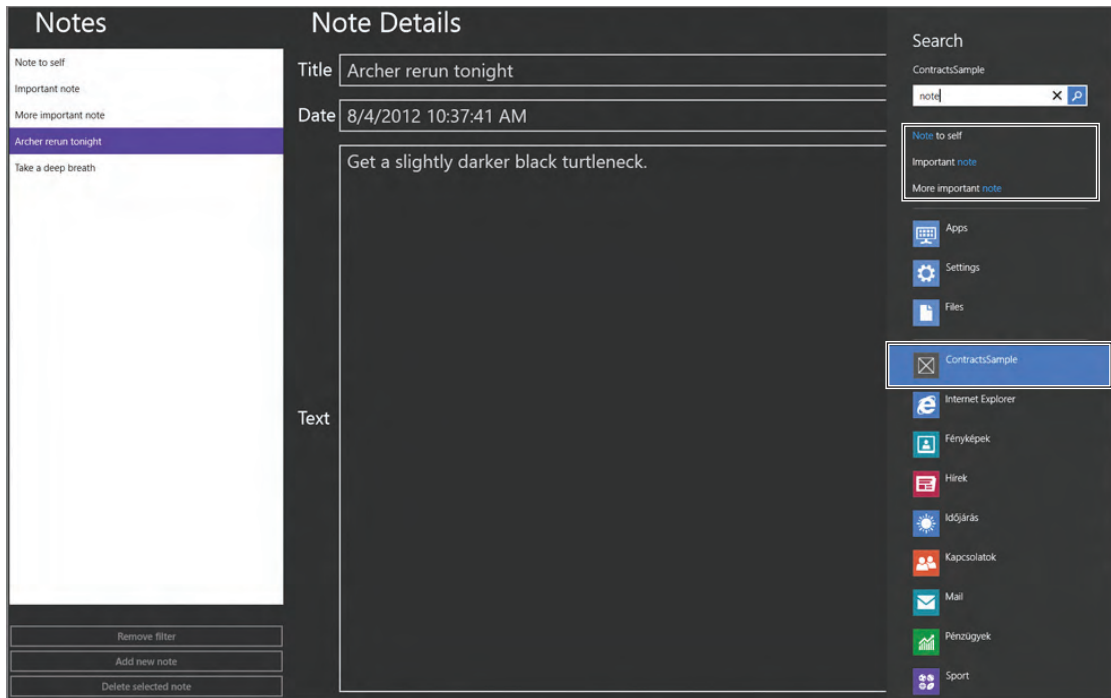 Notes
Note to self
Important note
More important note
Archer rerun tonight
Take a deep breath
Remove filter
Add new note
Delete selected note
Note Details
Title
Archer rerun tonight
Date
8/4/2012 10:37:41 AM
Text
Get a slightly darker black turtleneck.
Search
ContractsSample
note
Note to self
Important note
More important note
Apps
Settings
Files
ContractsSample
Internet Explorer
Fényképek
Hírek
Időjárás
Kapcsolatok
Mail
Pénzügyek
Sport